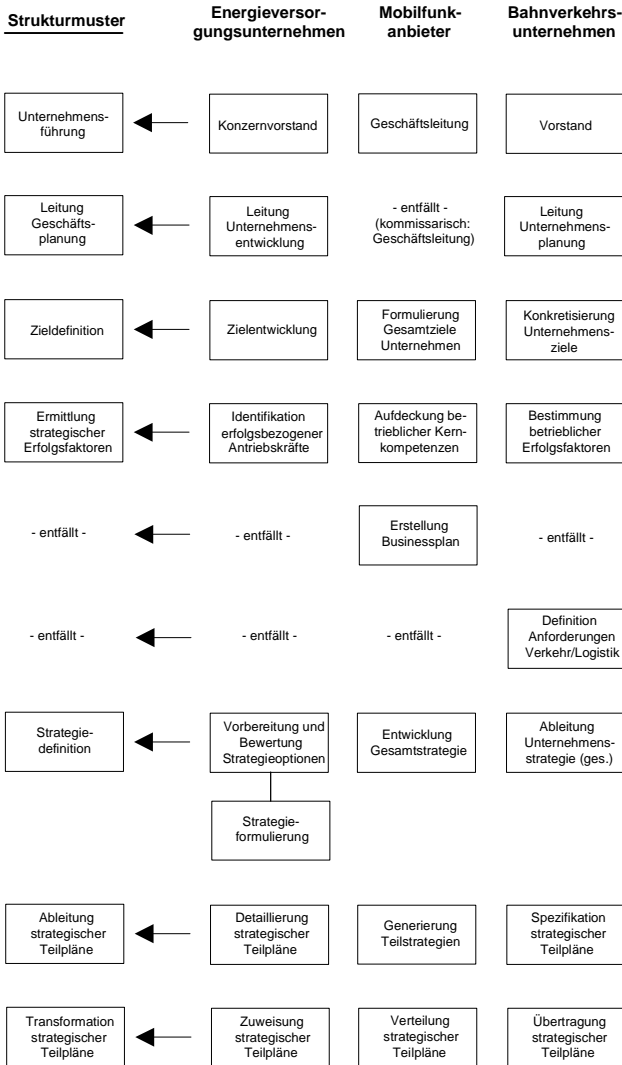 Strukturmuster
Energieversor-
gungsunternehmen
Mobilfunk-
anbieter
Bahnverkehrs-
unternehmen
Unternehmens-
führung
Konzernvorstand
Geschäftsleitung
Vorstand
Leitung
Geschäfts-
planung
Leitung
Unternehmens-
entwicklung
- entfällt -
(kommissarisch:
Geschäftsleitung)
Leitung
Unternehmens-
planung
Zieldefinition
Zielentwicklung
Formulierung
Gesamtziele
Unternehmen
Konkretisierung
Unternehmens-
ziele
Ermittlung
strategischer
Erfolgsfaktoren
Identifikation
erfolgsbezogener
Antriebskräfte
Aufdeckung be-
trieblicher Kern-
kompetenzen
Bestimmung
betrieblicher
Erfolgsfaktoren
- entfällt -
- entfällt -
Erstellung
Businessplan
- entfällt -
- entfällt -
- entfällt -
- entfällt -
Definition
Anforderungen
Verkehr/Logistik
Strategie-
definition
Vorbereitung und
Bewertung
Strategieoptionen
Entwicklung
Gesamtstrategie
Ableitung
Unternehmens-
strategie (ges.)
Strategie-
formulierung
Ableitung
strategischer
Teilpläne
Detaillierung
strategischer
Teilpläne
Generierung
Teilstrategien
Spezifikation
strategischer
Teilpläne
Transformation
strategischer
Teilpläne
Zuweisung
strategischer
Teilpläne
Verteilung
strategischer
Teilpläne
Übertragung
strategischer
Teilpläne